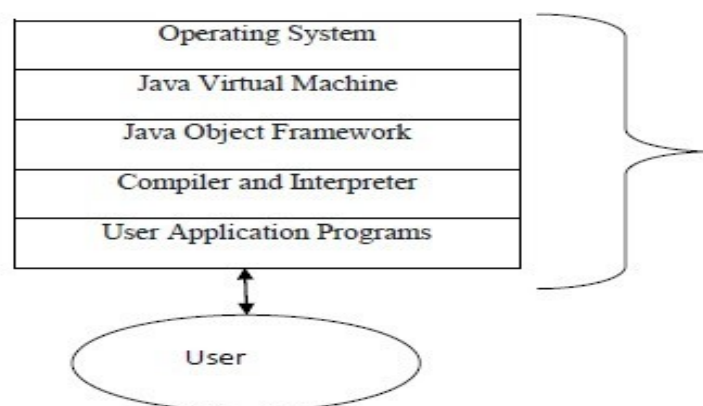 Operating System
Java Virtual Machine
Java Object Framework
Compiler and Interpreter
User Application Programs
User